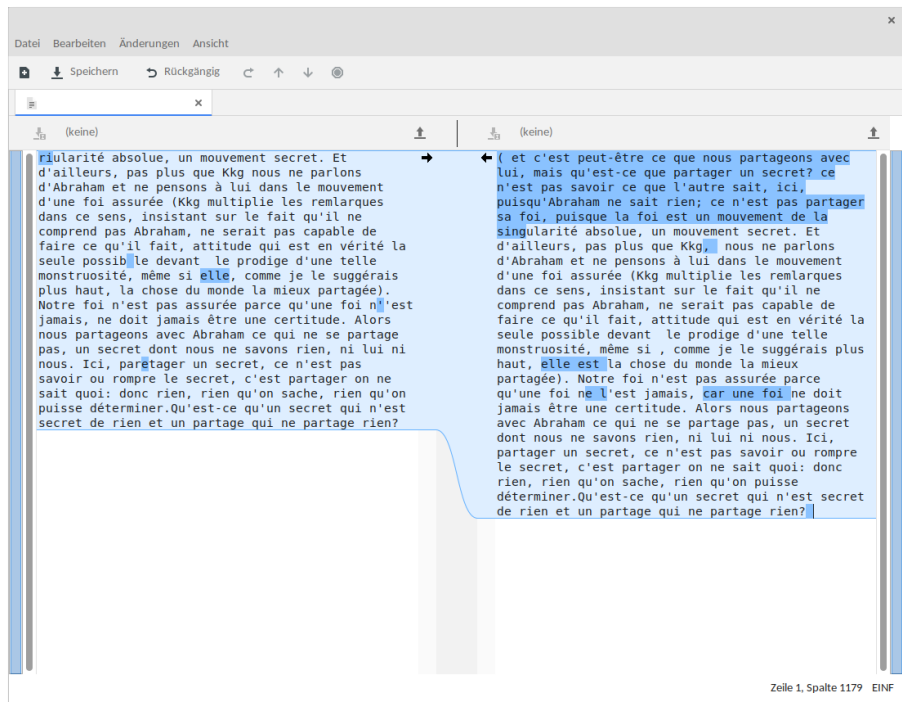 ×
Datei Bearbeiten Änderungen Ansicht
Speichern Rückgängig
×
(keine) (keine)
riularité absolue, un mouvement secret. Et
d'ailleurs, pas plus que Kkg nous ne parlons
d'Abraham et ne pensons à lui dans le mouvement
d'une foi assurée (Kkg multiplie les remlarques
dans ce sens, insistant sur le fait qu'il ne
comprend pas Abraham, ne serait pas capable de
faire ce qu'il fait, attitude qui est en vérité la
seule possib le devant  le prodige d'une telle
monstruosité, même si elle, comme je le suggérais
plus haut, la chose du monde la mieux partagée).
Notre foi n'est pas assurée parce qu'une foi n''est
jamais, ne doit jamais être une certitude. Alors
nous partageons avec Abraham ce qui ne se partage
pas, un secret dont nous ne savons rien, ni lui ni
nous. Ici, paretager un secret, ce n'est pas
savoir ou rompre le secret, c'est partager on ne
sait quoi: donc rien, rien qu'on sache, rien qu'on
puisse déterminer.Qu'est-ce qu'un secret qui n'est
secret de rien et un partage qui ne partage rien?
( et c'est peut-être ce que nous partageons avec
lui, mais qu'est-ce que partager un secret? ce
n'est pas savoir ce que l'autre sait, ici,
puisqu'Abraham ne sait rien; ce n'est pas partager
sa foi, puisque la foi est un mouvement de la
singularité absolue, un mouvement secret. Et
d'ailleurs, pas plus que Kkg,  nous ne parlons
d'Abraham et ne pensons à lui dans le mouvement
d'une foi assurée (Kkg multiplie les remlarques
dans ce sens, insistant sur le fait qu'il ne
comprend pas Abraham, ne serait pas capable de
faire ce qu'il fait, attitude qui est en vérité la
seule possible devant  le prodige d'une telle
monstruosité, même si , comme je le suggérais plus
haut, elle est la chose du monde la mieux
partagée). Notre foi n'est pas assurée parce
qu'une foi ne l'est jamais, car une foi ne doit
jamais être une certitude. Alors nous partageons
avec Abraham ce qui ne se partage pas, un secret
dont nous ne savons rien, ni lui ni nous. Ici,
partager un secret, ce n'est pas savoir ou rompre
le secret, c'est partager on ne sait quoi: donc
rien, rien qu'on sache, rien qu'on puisse
déterminer.Qu'est-ce qu'un secret qui n'est secret
de rien et un partage qui ne partage rien?
Zeile 1, Spalte 1179 EINF